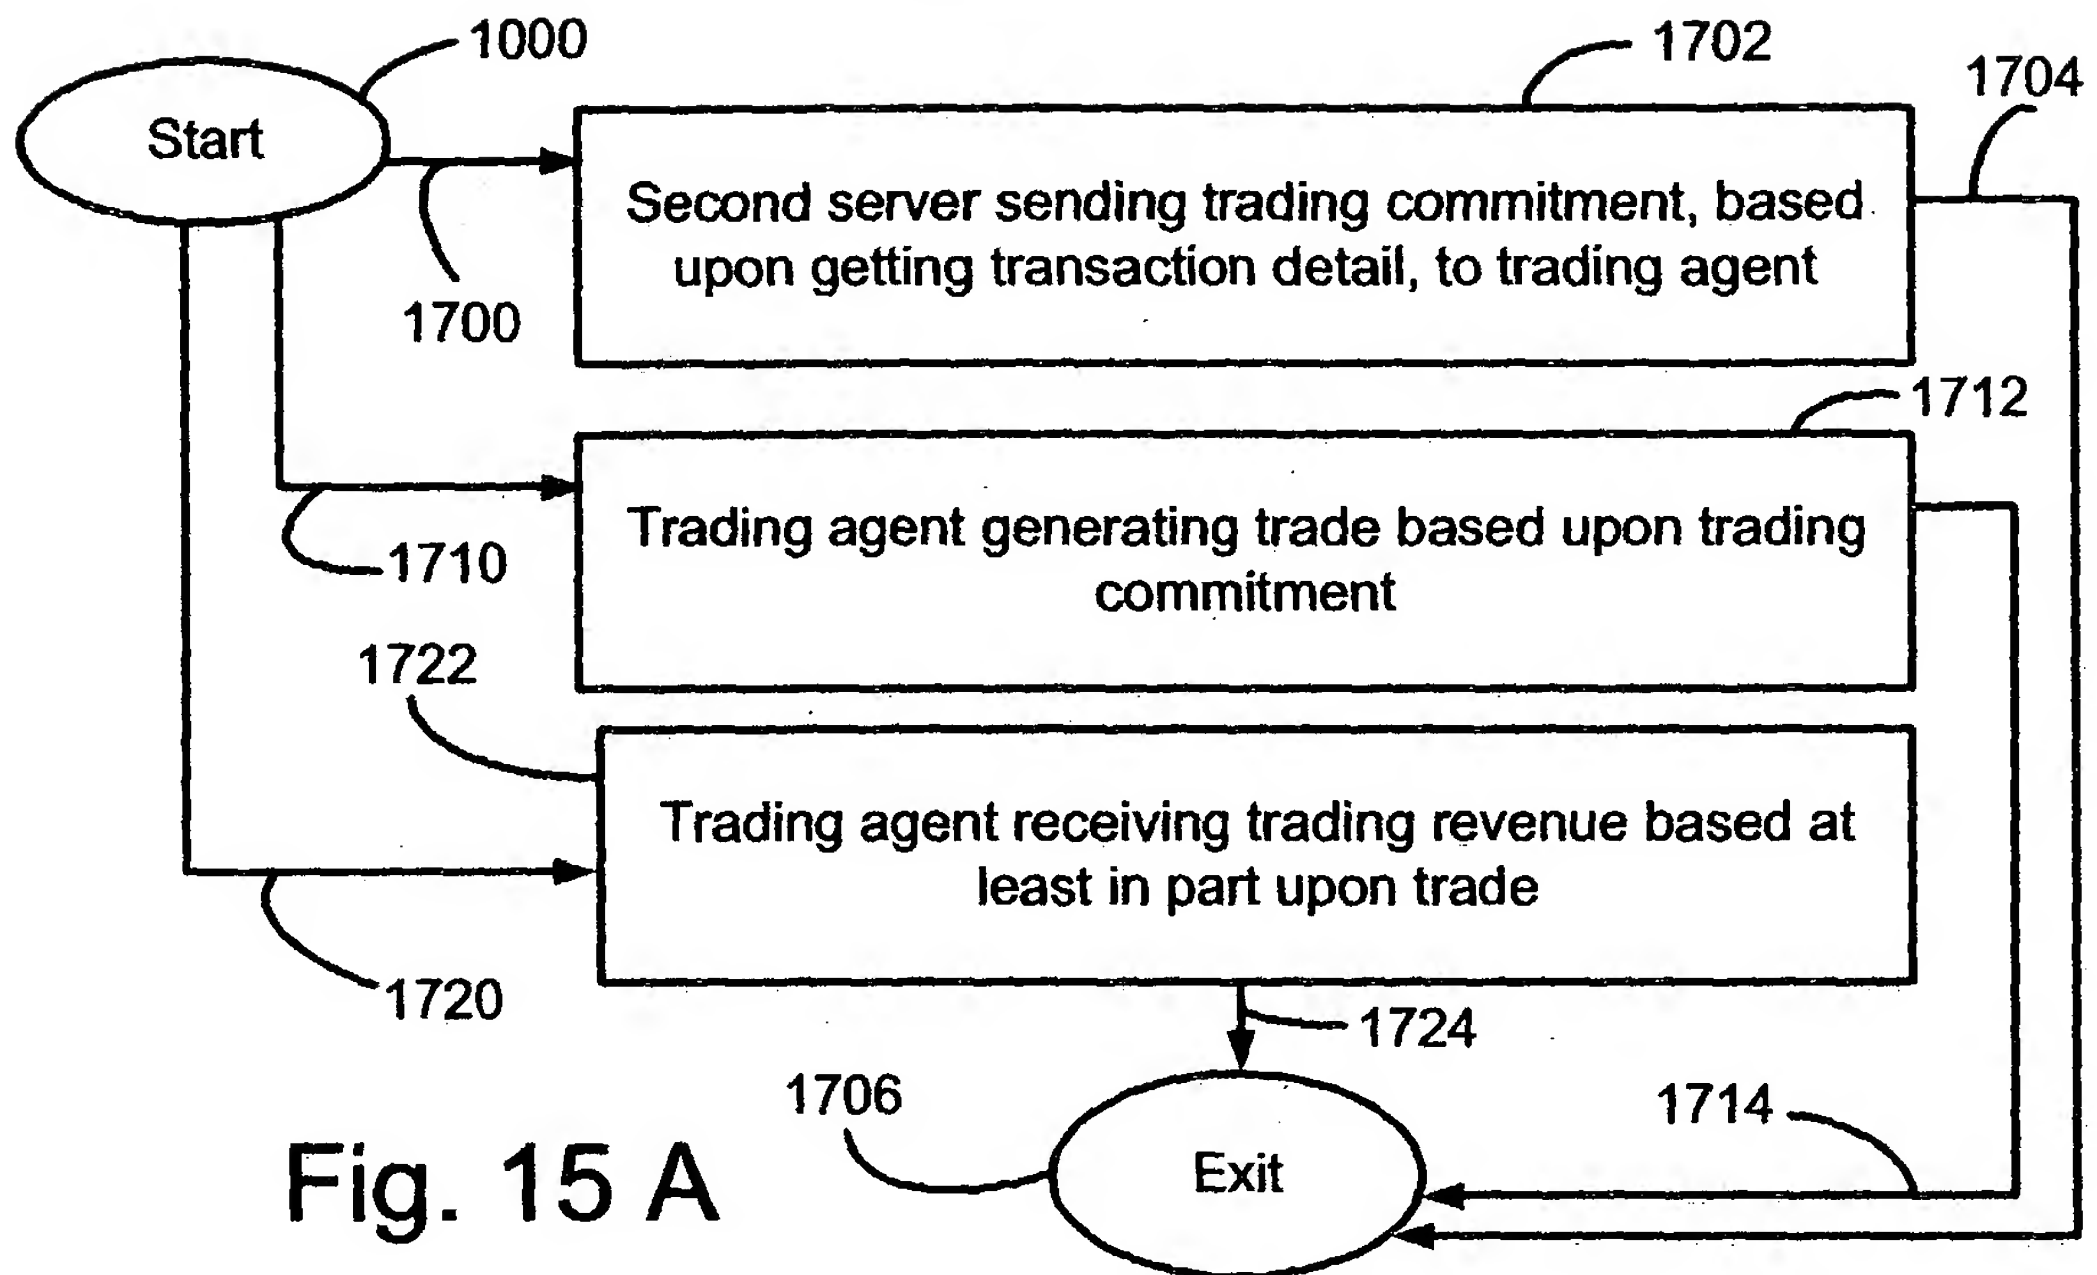 1000
1702
1704
Start
Second server sending trading commitment, based
upon getting transaction detail, to trading agent
1700
1712
Trading agent generating trade based upon trading
commitment
1710
1722
Trading agent receiving trading revenue based at
least in part upon trade
1720
1724
1706
1714
Exit
Fig. 15 A